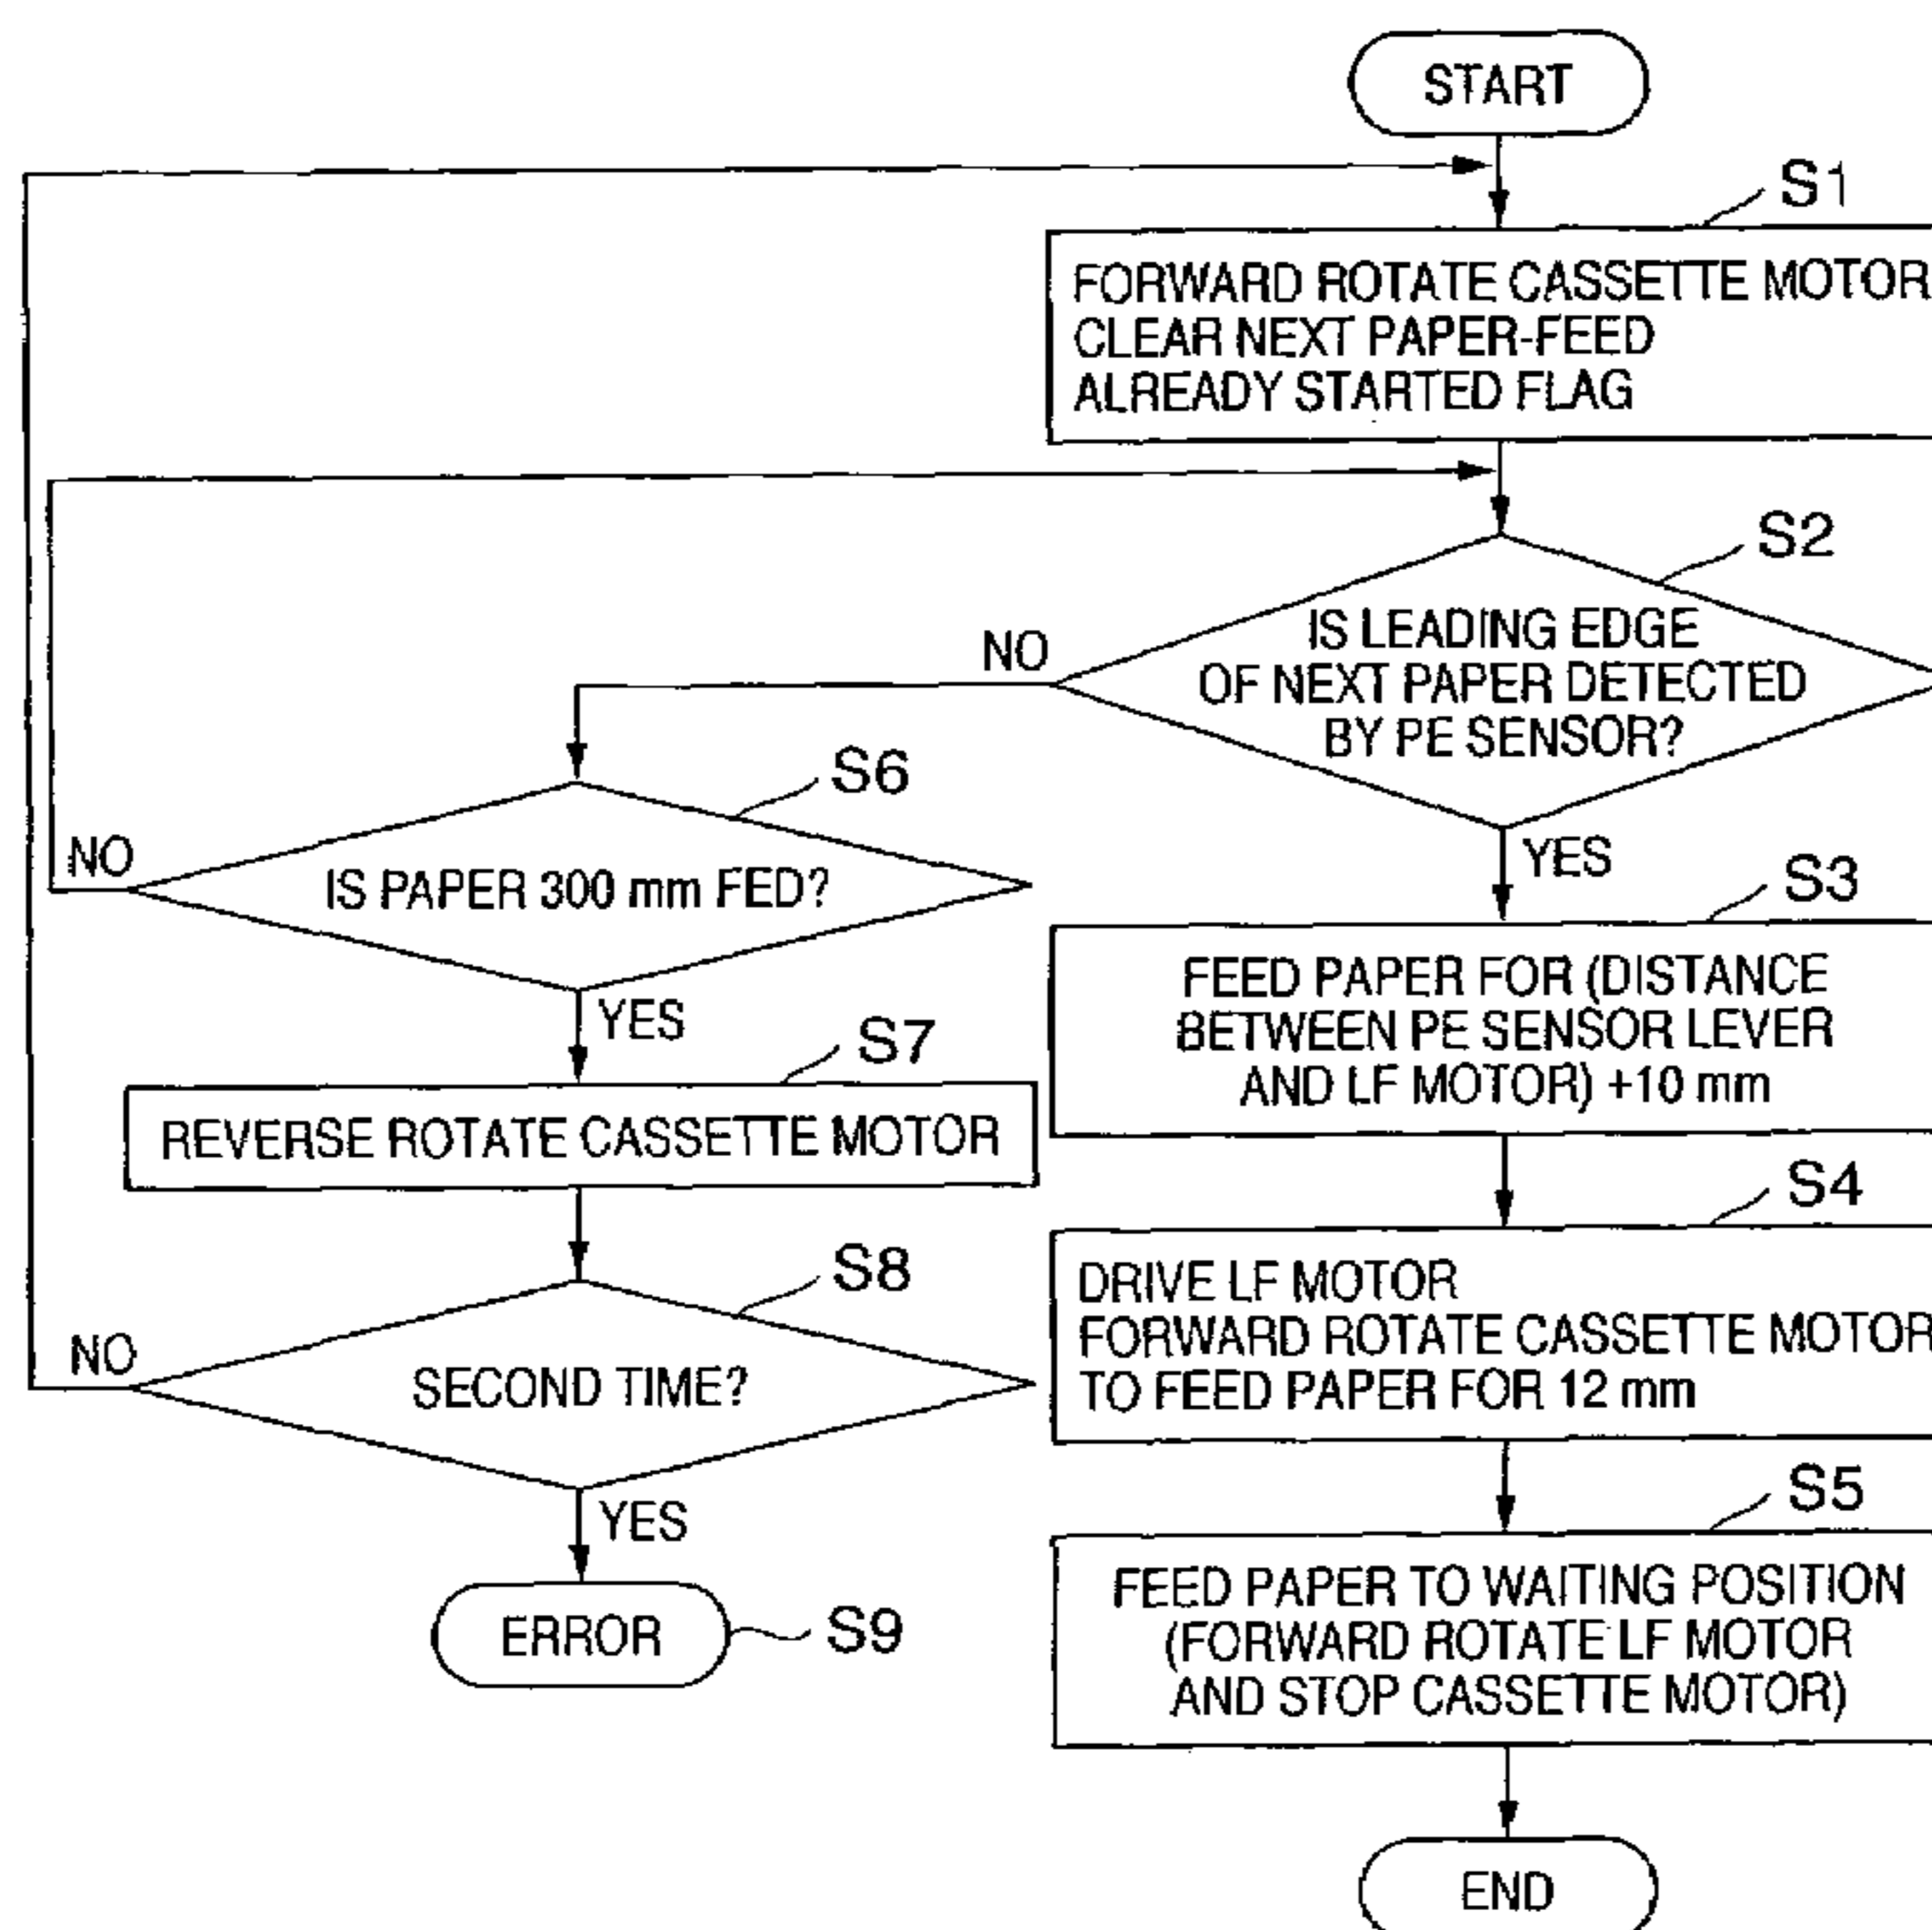 START
S1
FORWARD ROTATE CASSETTE MOTOR
CLEAR NEXT PAPER-FEED
ALREADY STARTED FLAG
S2
IS LEADING EDGE
OF NEXT PAPER DETECTED
BY PE SENSOR?
NO
YES
S6
IS PAPER 300 mm FED?
NO
YES
S3
FEED PAPER FOR (DISTANCE
BETWEEN PE SENSOR LEVER
AND LF MOTOR) +10 mm
S7
REVERSE ROTATE CASSETTE MOTOR
S4
DRIVE LF MOTOR
FORWARD ROTATE CASSETTE MOTOR
TO FEED PAPER FOR 12 mm
S8
SECOND TIME?
NO
YES
S5
FEED PAPER TO WAITING POSITION
(FORWARD ROTATE LF MOTOR
AND STOP CASSETTE MOTOR)
ERROR
S9
END